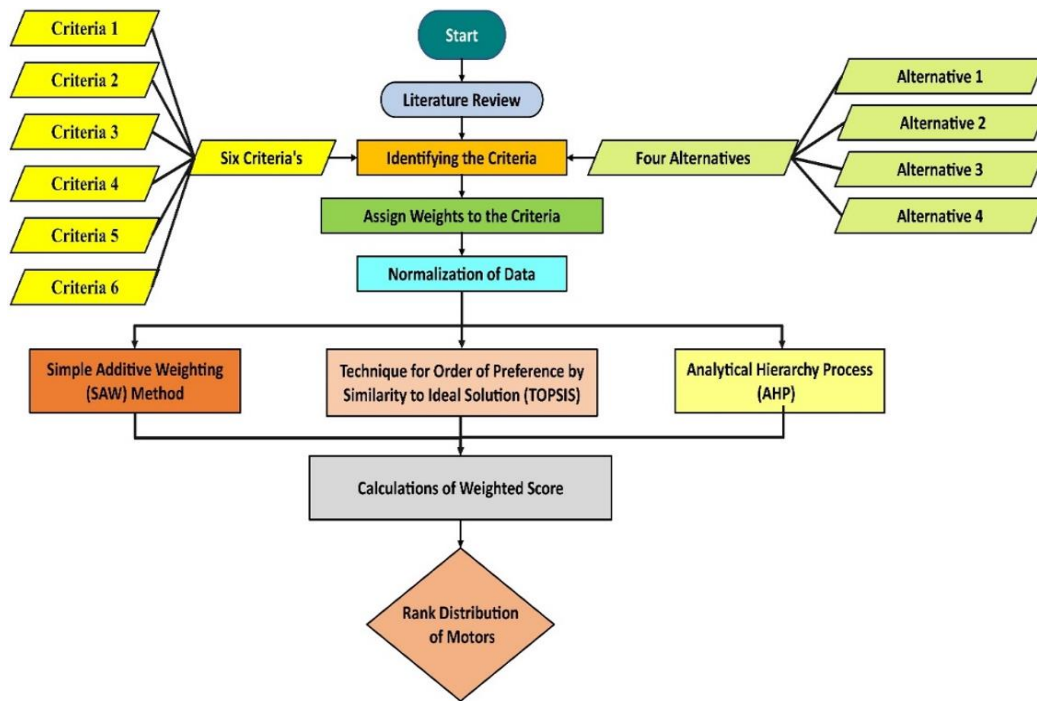 Start
Literature Review
Criteria 1
Criteria 2
Criteria 3
Criteria 4
Criteria 5
Criteria 6
Six Criteria's
Identifying the Criteria
Four Alternatives
Alternative 1
Alternative 2
Alternative 3
Alternative 4
Assign Weights to the Criteria
Normalization of Data
Simple Additive Weighting
(SAW) Method
Technique for Order of Preference by
Similarity to Ideal Solution (TOPSIS)
Analytical Hierarchy Process
(AHP)
Calculations of Weighted Score
Rank Distribution
of Motors